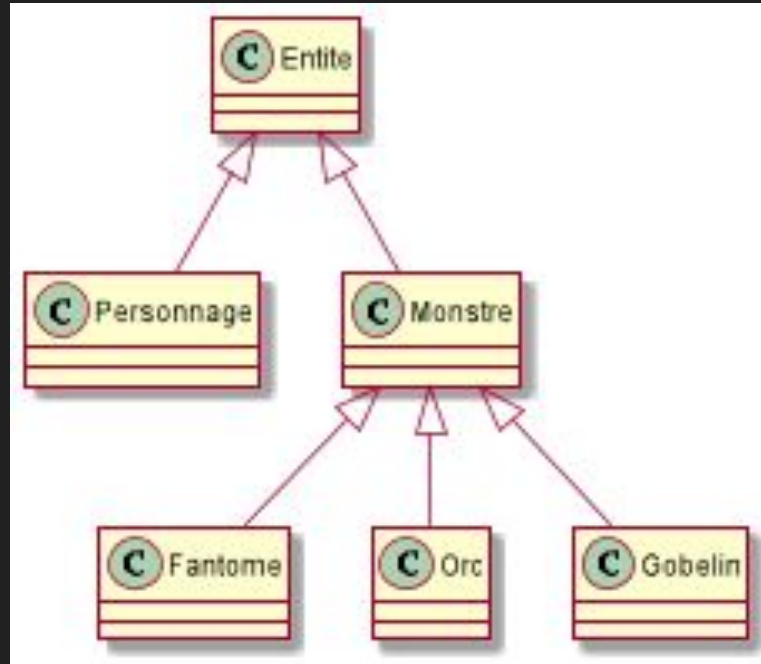 C Entite
C Personnage
C Monstre
C Fantome
C Orc
C Gobelin